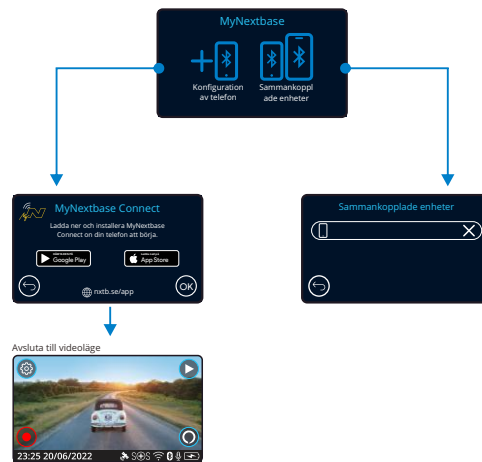 MyNextbase
Konfiguration
av telefon
Sammankoppl
ade enheter
MyNextbase Connect
Ladda ner och installera MyNextbase
Connect on din telefon att börja.
Google Play
App Store
OK
nxtb.se/app
Sammankopplade enheter
Avsluta till videoläge
23:25 20/06/2022
SOS